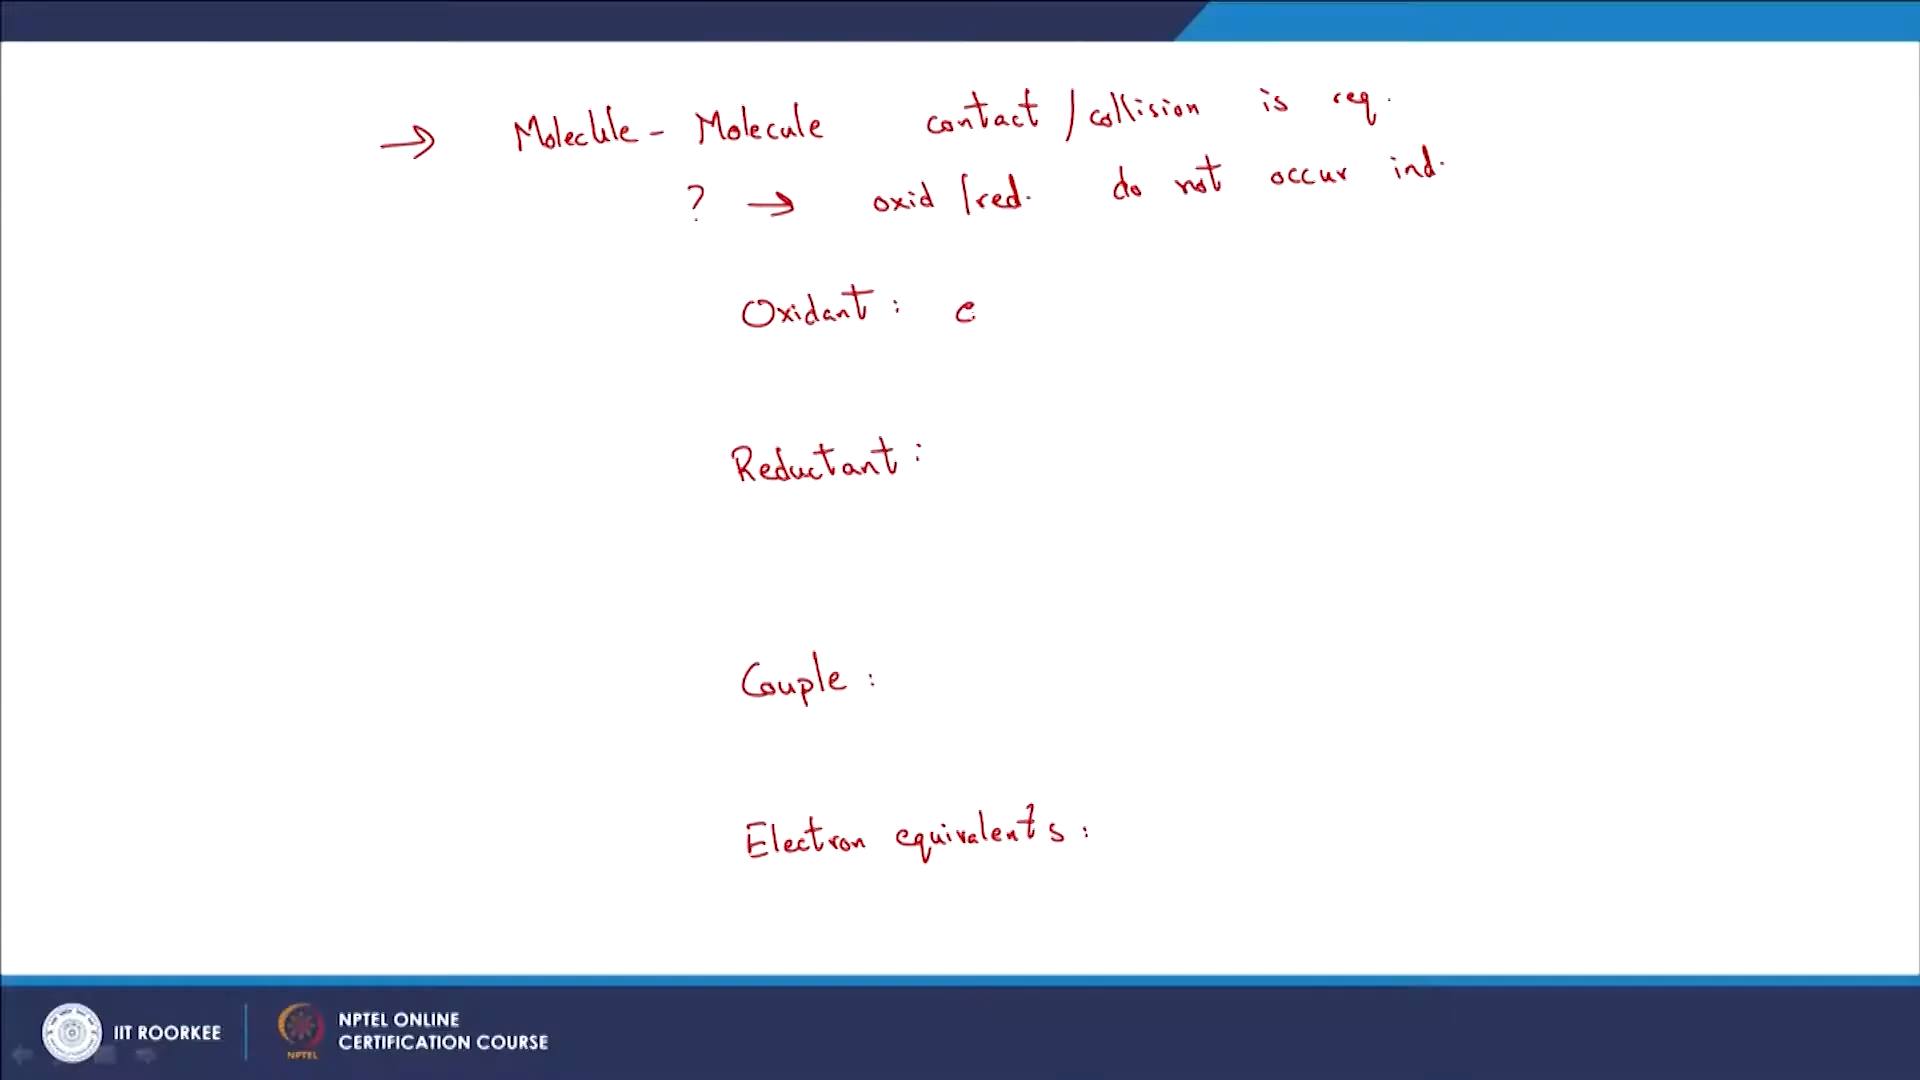 → Molecule - Molecule contact / collision is req.
? → oxid / red. do not occur ind.
Oxidant : e
Reductant :
Couple :
Electron equivalents :
IIT ROORKEE
NPTEL
NPTEL ONLINE
CERTIFICATION COURSE